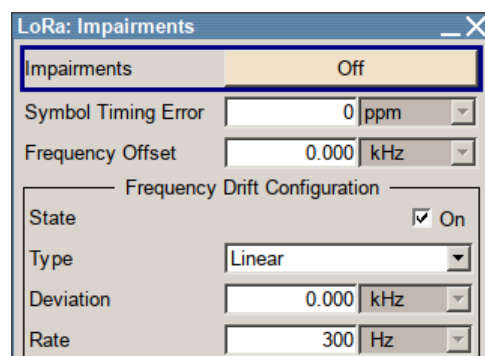 LoRa: Impairments
Impairments Off
Symbol Timing Error 0 ppm
Frequency Offset 0.000 kHz
Frequency Drift Configuration
State On
Type Linear
Deviation 0.000 kHz
Rate 300 Hz